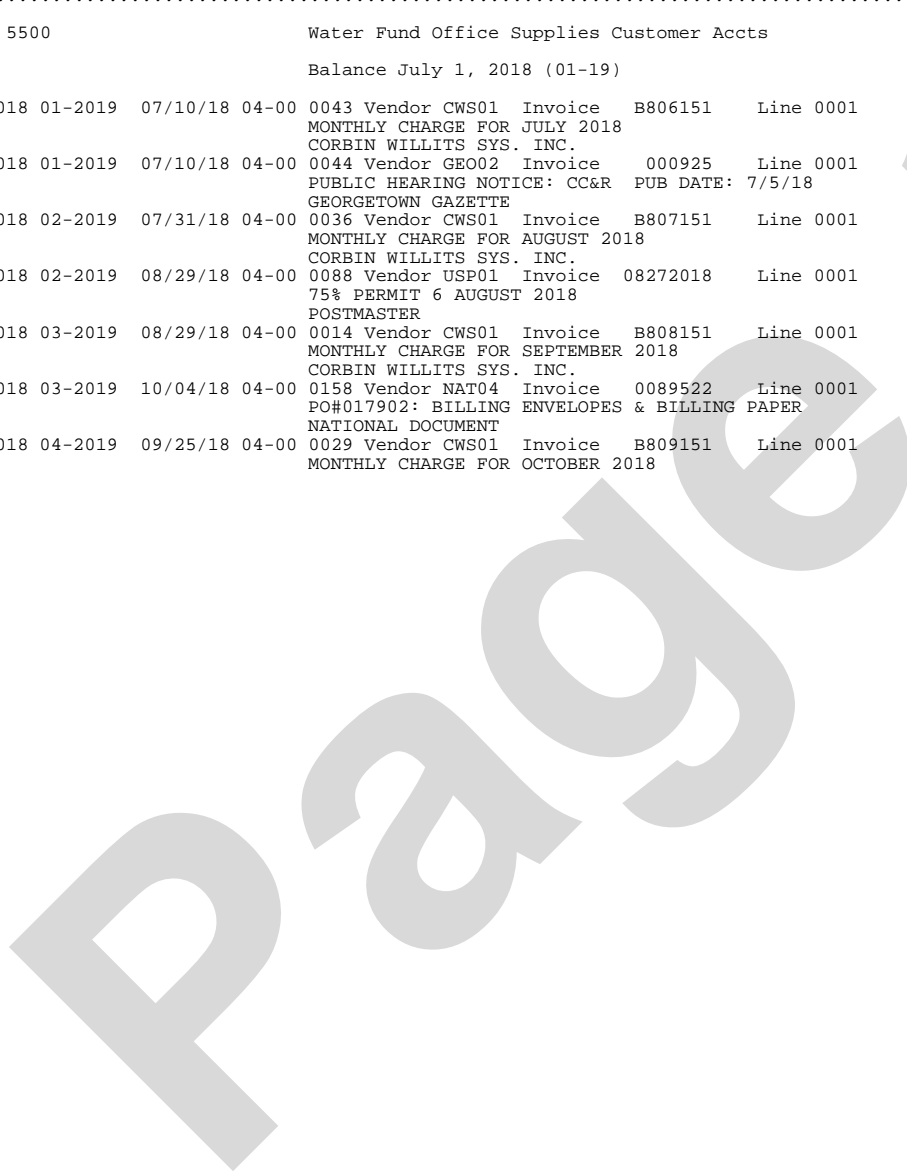 5500 Water Fund Office Supplies Customer Accts
Balance July 1, 2018 (01-19)
018 01-2019 07/10/18 04-00 0043 Vendor CWS01 Invoice B806151 Line 0001
MONTHLY CHARGE FOR JULY 2018
CORBIN WILLITS SYS. INC.
018 01-2019 07/10/18 04-00 0044 Vendor GEO02 Invoice 000925 Line 0001
PUBLIC HEARING NOTICE: CC&R PUB DATE: 7/5/18
GEORGETOWN GAZETTE
018 02-2019 07/31/18 04-00 0036 Vendor CWS01 Invoice B807151 Line 0001
MONTHLY CHARGE FOR AUGUST 2018
CORBIN WILLITS SYS. INC.
018 02-2019 08/29/18 04-00 0088 Vendor USP01 Invoice 08272018 Line 0001
75% PERMIT 6 AUGUST 2018
POSTMASTER
018 03-2019 08/29/18 04-00 0014 Vendor CWS01 Invoice B808151 Line 0001
MONTHLY CHARGE FOR SEPTEMBER 2018
CORBIN WILLITS SYS. INC.
018 03-2019 10/04/18 04-00 0158 Vendor NAT04 Invoice 0089522 Line 0001
PO#017902: BILLING ENVELOPES & BILLING PAPER
NATIONAL DOCUMENT
018 04-2019 09/25/18 04-00 0029 Vendor CWS01 Invoice B809151 Line 0001
MONTHLY CHARGE FOR OCTOBER 2018
Page